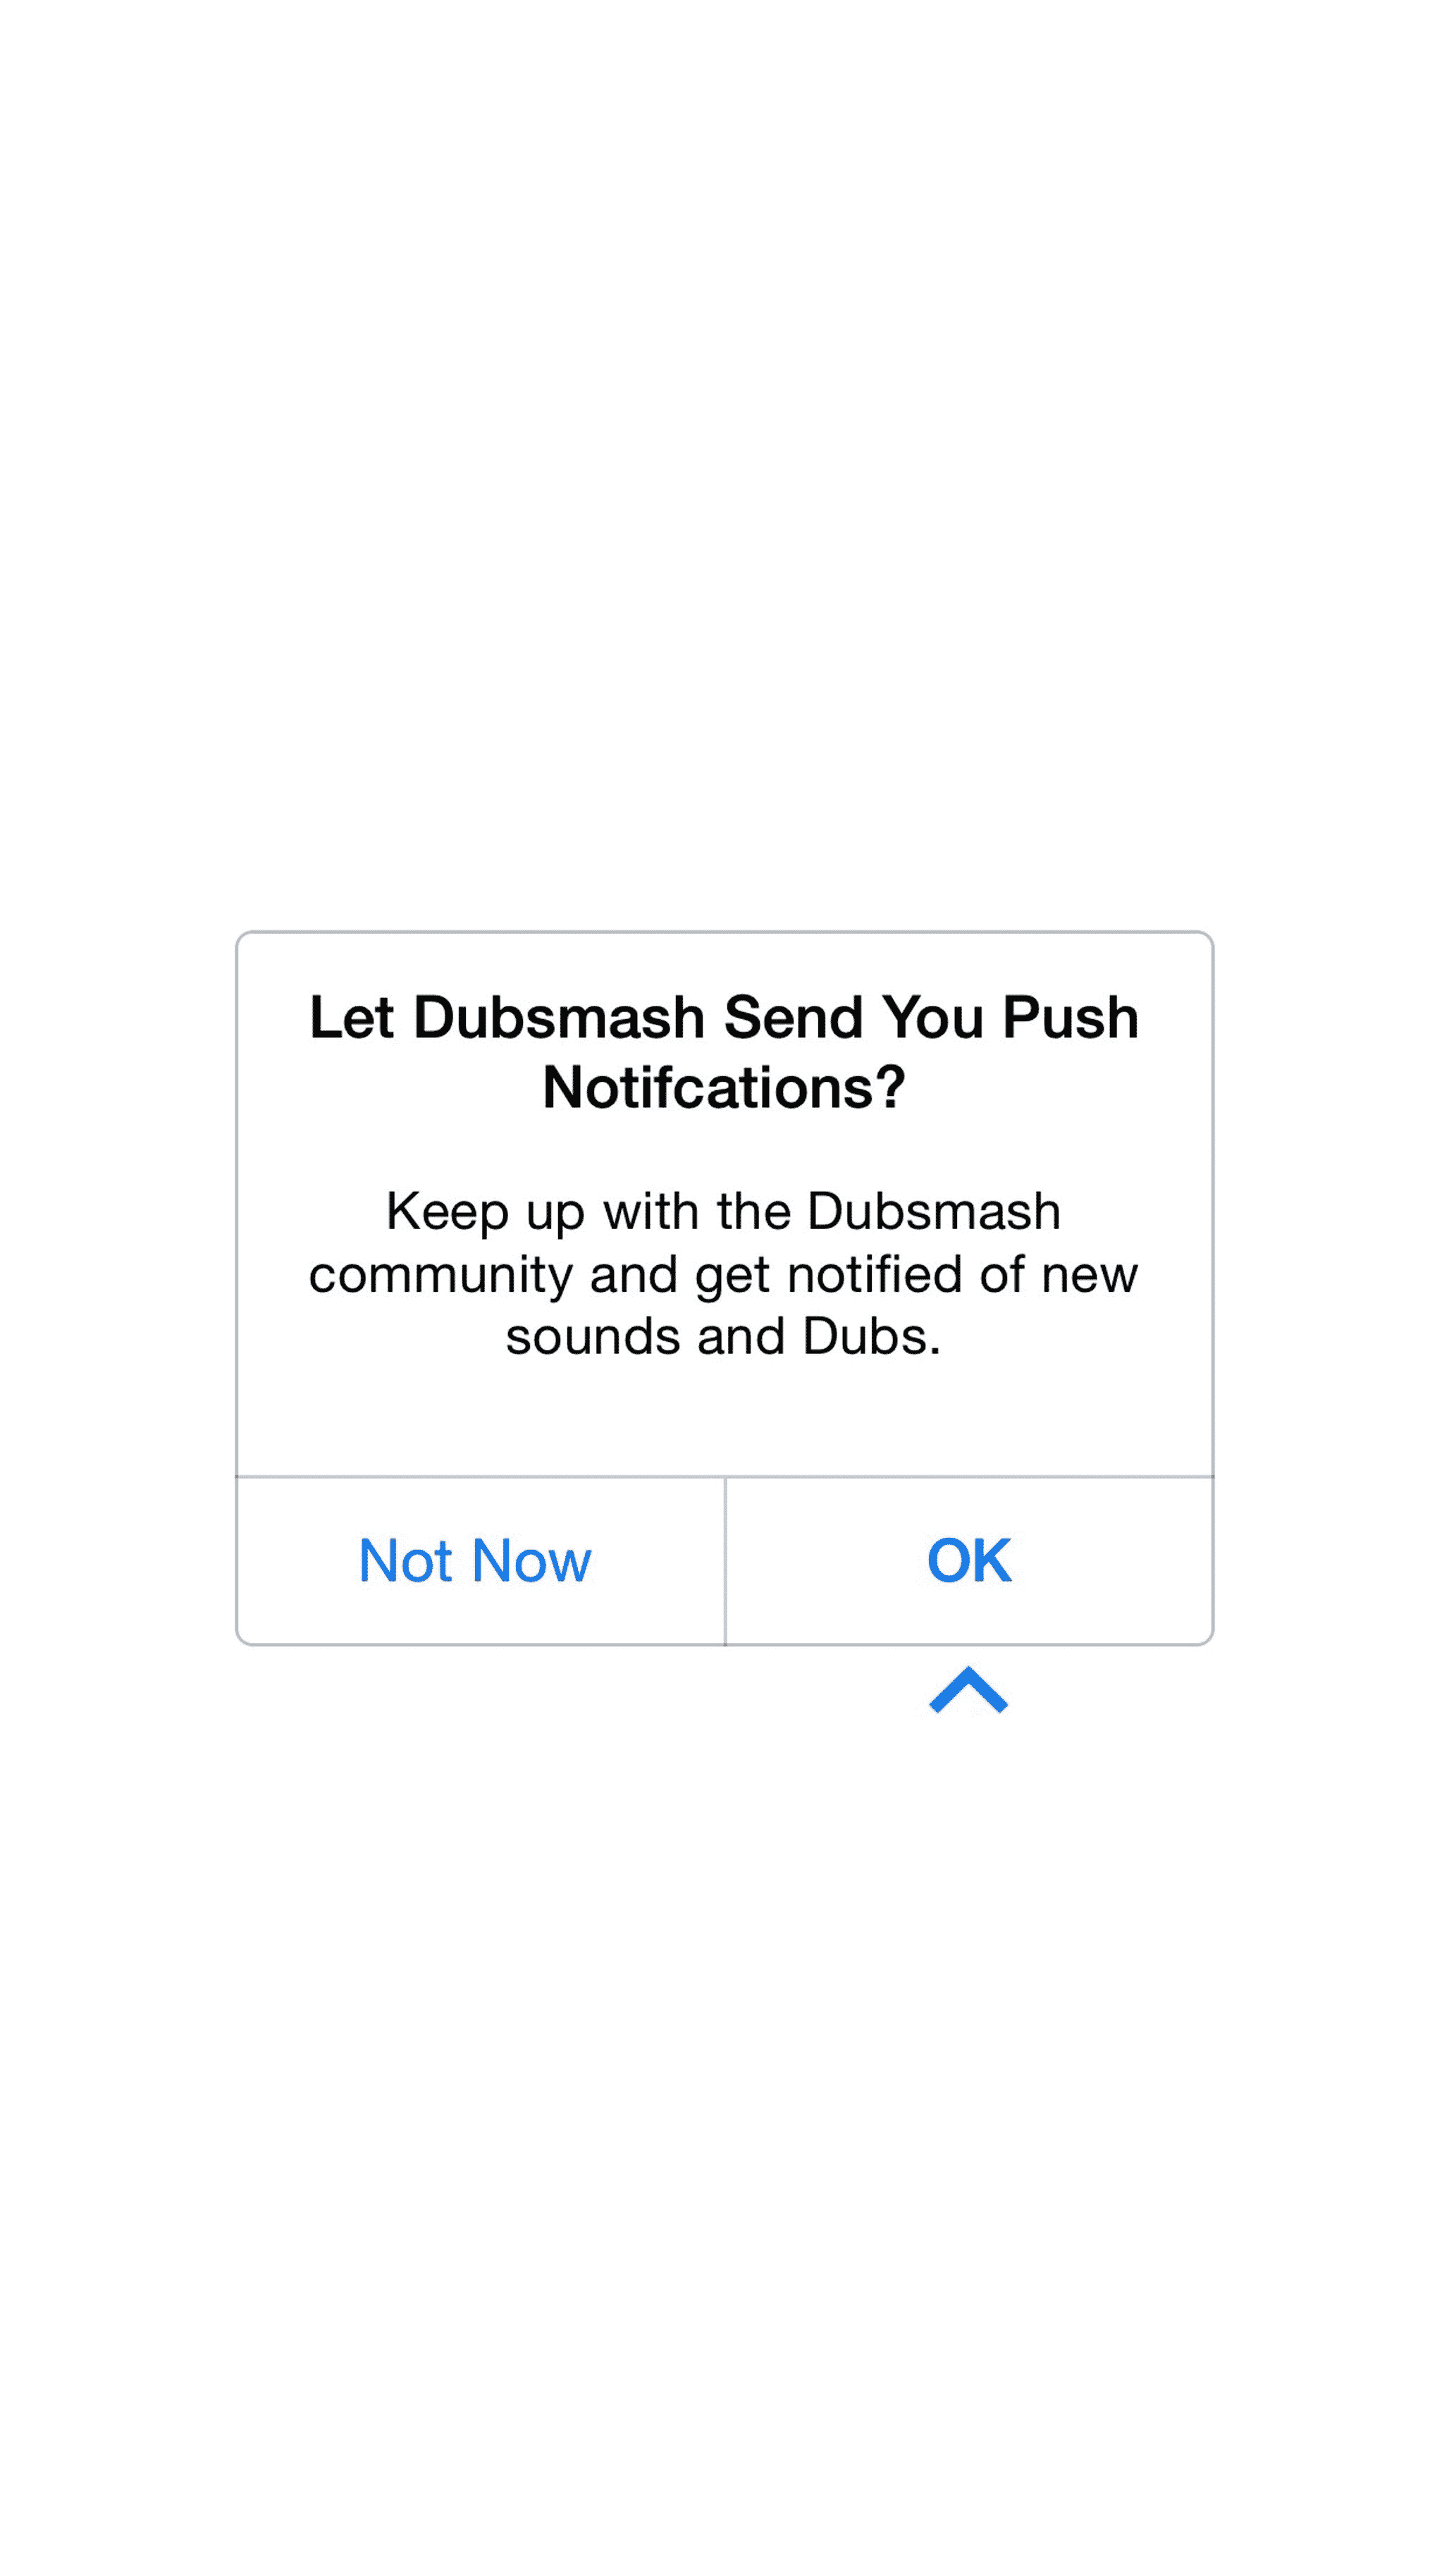 Let Dubsmash Send You Push
Notifcations?
Keep up with the Dubsmash
community and get notified of new
sounds and Dubs.
Not Now
OK